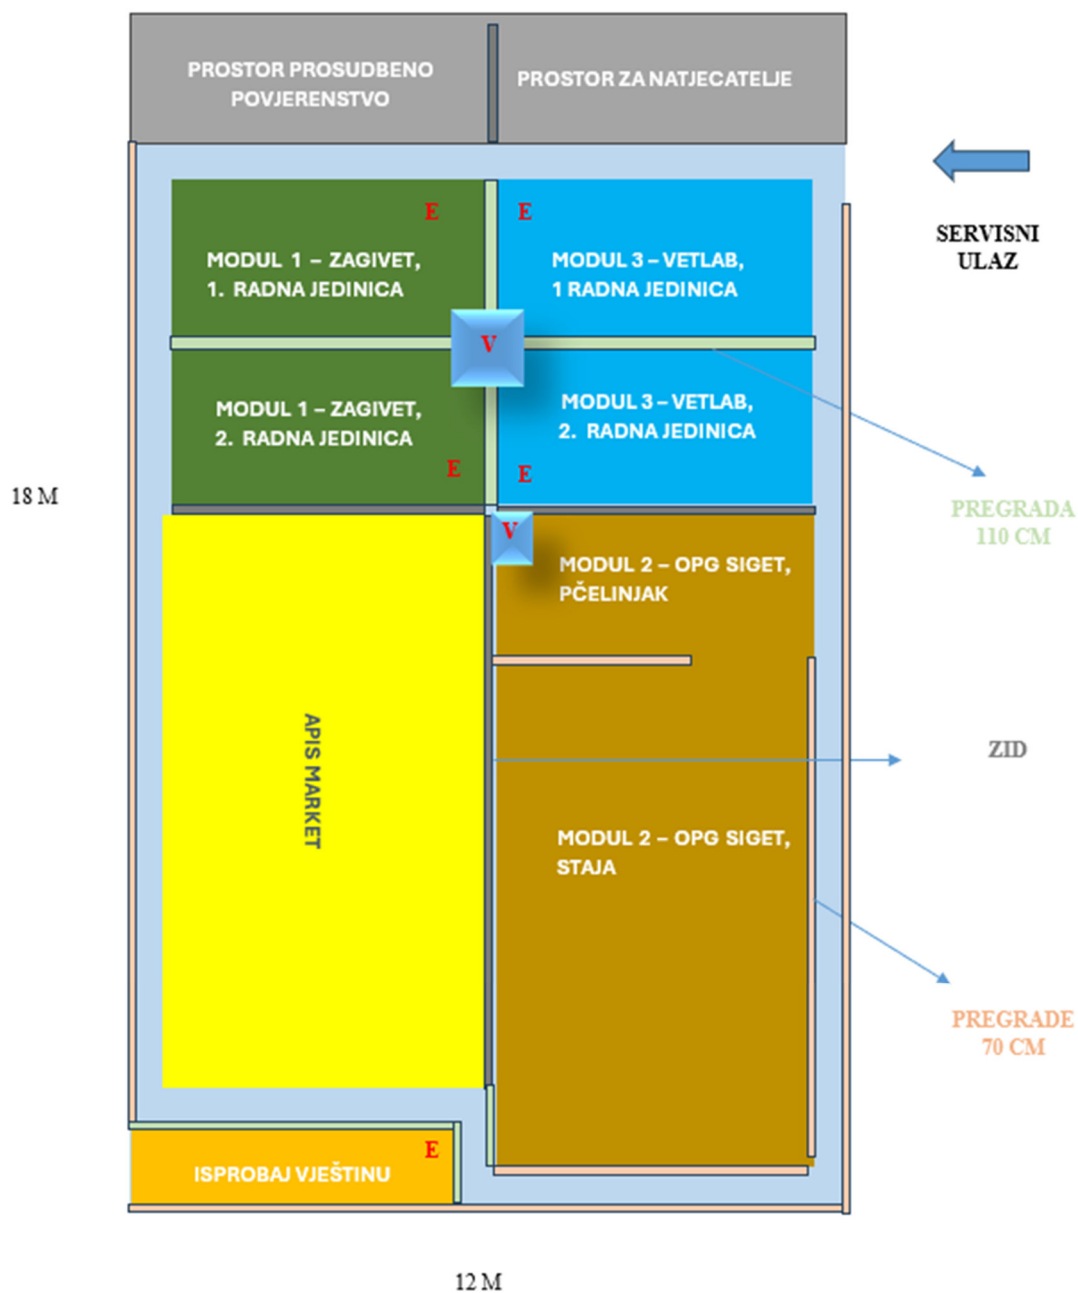 PROSTOR PROSUDBENO
POVJERENSTVO
PROSTOR ZA NATJECATELJE
SERVISNI
ULAZ
E
E
MODUL 1 – ZAGIVET,
1. RADNA JEDINICA
MODUL 3 – VETLAB,
1 RADNA JEDINICA
V
MODUL 1 – ZAGIVET,
2. RADNA JEDINICA
MODUL 3 – VETLAB,
2. RADNA JEDINICA
E
E
18 M
PREGRADA
110 CM
V
MODUL 2 – OPG SIGET,
PČELINJAK
APIS MARKET
ZID
MODUL 2 – OPG SIGET,
STAJA
PREGRADE
70 CM
E
ISPROBAJ VJEŠTINU
12 M